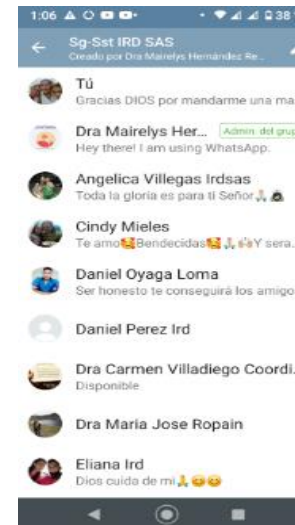 1:06
38
Sg-Sst IRD SAS
Creado por Dra Mairelys Hernández Re...
Tú
Gracias DIOS por mandarme una ma
Dra Mairelys Her...
Admin. del grup
Hey there! I am using WhatsApp.
Angelica Villegas Irdsas
Toda la gloria es para ti Señor🙏
Cindy Mieles
Te amo🥰Bendecidas🥰🙏Y sera.
Daniel Oyaga Loma
Ser honesto te conseguirá los amigo
Daniel Perez Ird
Dra Carmen Villadiego Coordi.
Disponible
Dra Maria Jose Ropain
Eliana Ird
Dios cuida de mi🙏😊😊